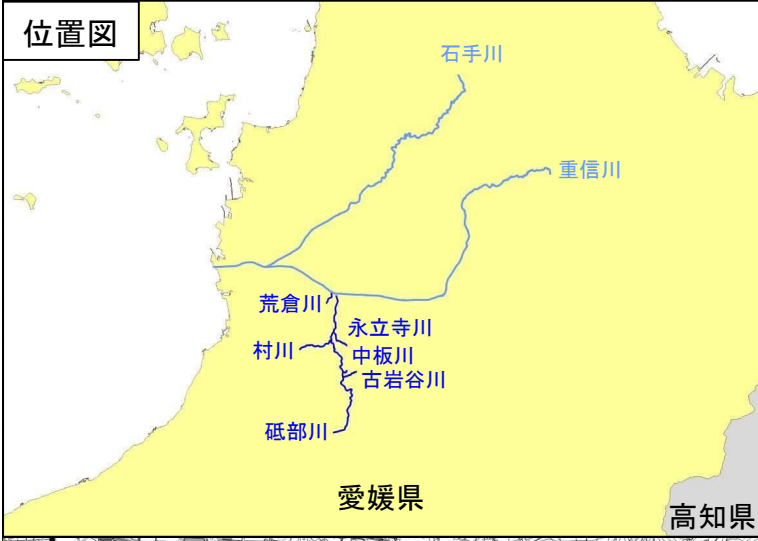 位置図
石手川
重信川
荒倉川
永立寺川
村川
中板川
古岩谷川
砥部川
愛媛県
高知県